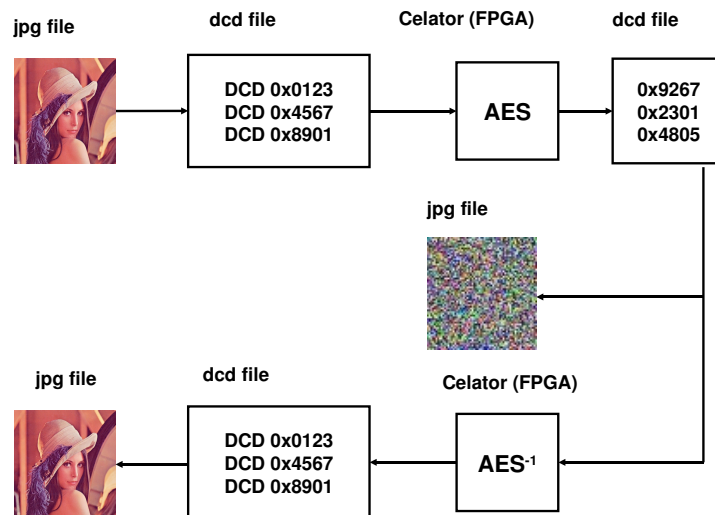 jpg file
dcd file
Celator (FPGA)
dcd file
DCD 0x0123
DCD 0x4567
DCD 0x8901
AES
0x9267
0x2301
0x4805
jpg file
jpg file
dcd file
Celator (FPGA)
DCD 0x0123
DCD 0x4567
DCD 0x8901
AES-1